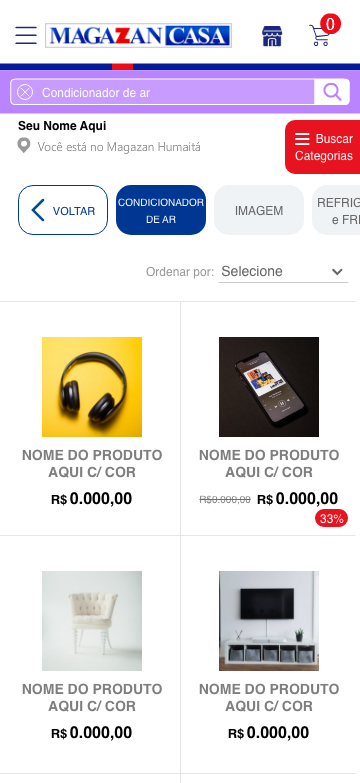 MAGAZAN CASA
0
Condicionador de ar
Seu Nome Aqui
Você está no Magazan Humaitá
Buscar
Categorias
VOLTAR
CONDICIONADOR
DE AR
IMAGEM
REFRIG
e FRE
Ordenar por: Selecione
NOME DO PRODUTO
AQUI C/ COR
R$ 0.000,00
NOME DO PRODUTO
AQUI C/ COR
R$0.000,00 R$ 0.000,00
33%
NOME DO PRODUTO
AQUI C/ COR
R$ 0.000,00
NOME DO PRODUTO
AQUI C/ COR
R$ 0.000,00